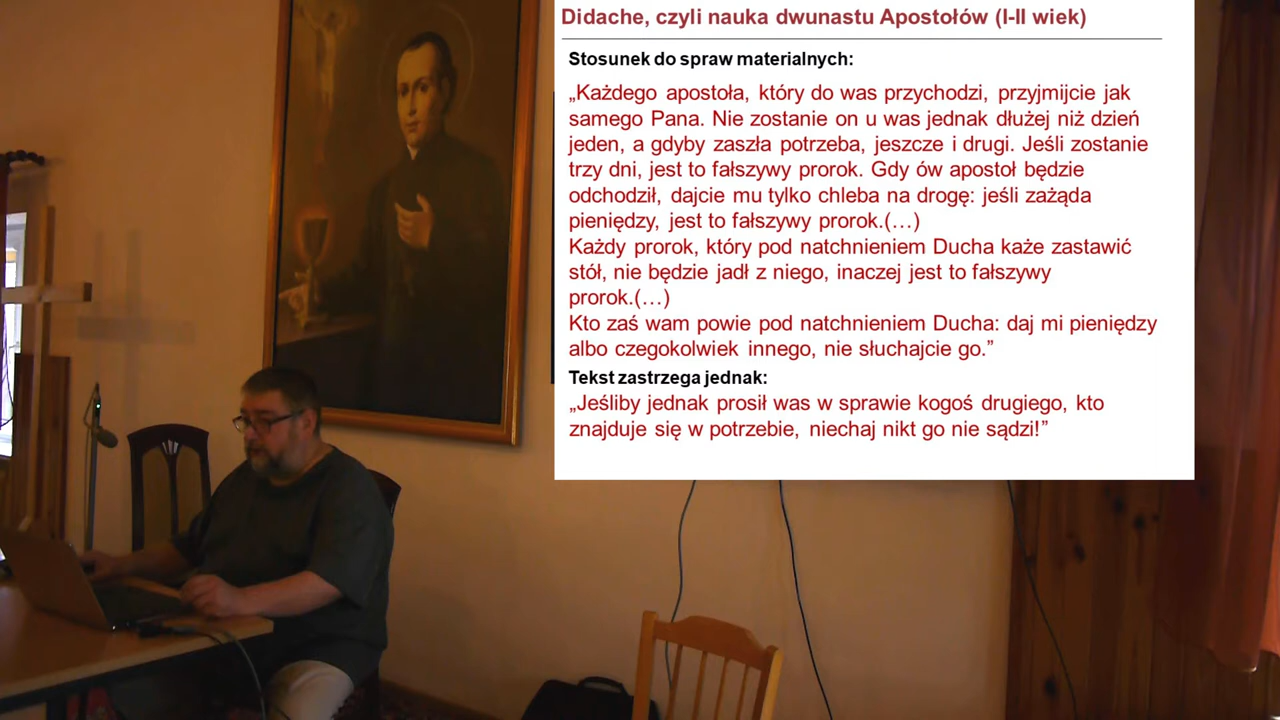 Didache, czyli nauka dwunastu Apostołów (I-II wiek)
Stosunek do spraw materialnych:
„Każdego apostoła, który do was przychodzi, przyjmijcie jak
samego Pana. Nie zostanie on u was jednak dłużej niż dzień
jeden, a gdyby zaszła potrzeba, jeszcze i drugi. Jeśli zostanie
trzy dni, jest to fałszywy prorok. Gdy ów apostoł będzie
odchodził, dajcie mu tylko chleba na drogę: jeśli zażąda
pieniędzy, jest to fałszywy prorok.(…)
Każdy prorok, który pod natchnieniem Ducha każe zastawić
stół, nie będzie jadł z niego, inaczej jest to fałszywy
prorok.(…)
Kto zaś wam powie pod natchnieniem Ducha: daj mi pieniędzy
albo czegokolwiek innego, nie słuchajcie go.”
Tekst zastrzega jednak:
„Jeśliby jednak prosił was w sprawie kogoś drugiego, kto
znajduje się w potrzebie, niechaj nikt go nie sądzi!”